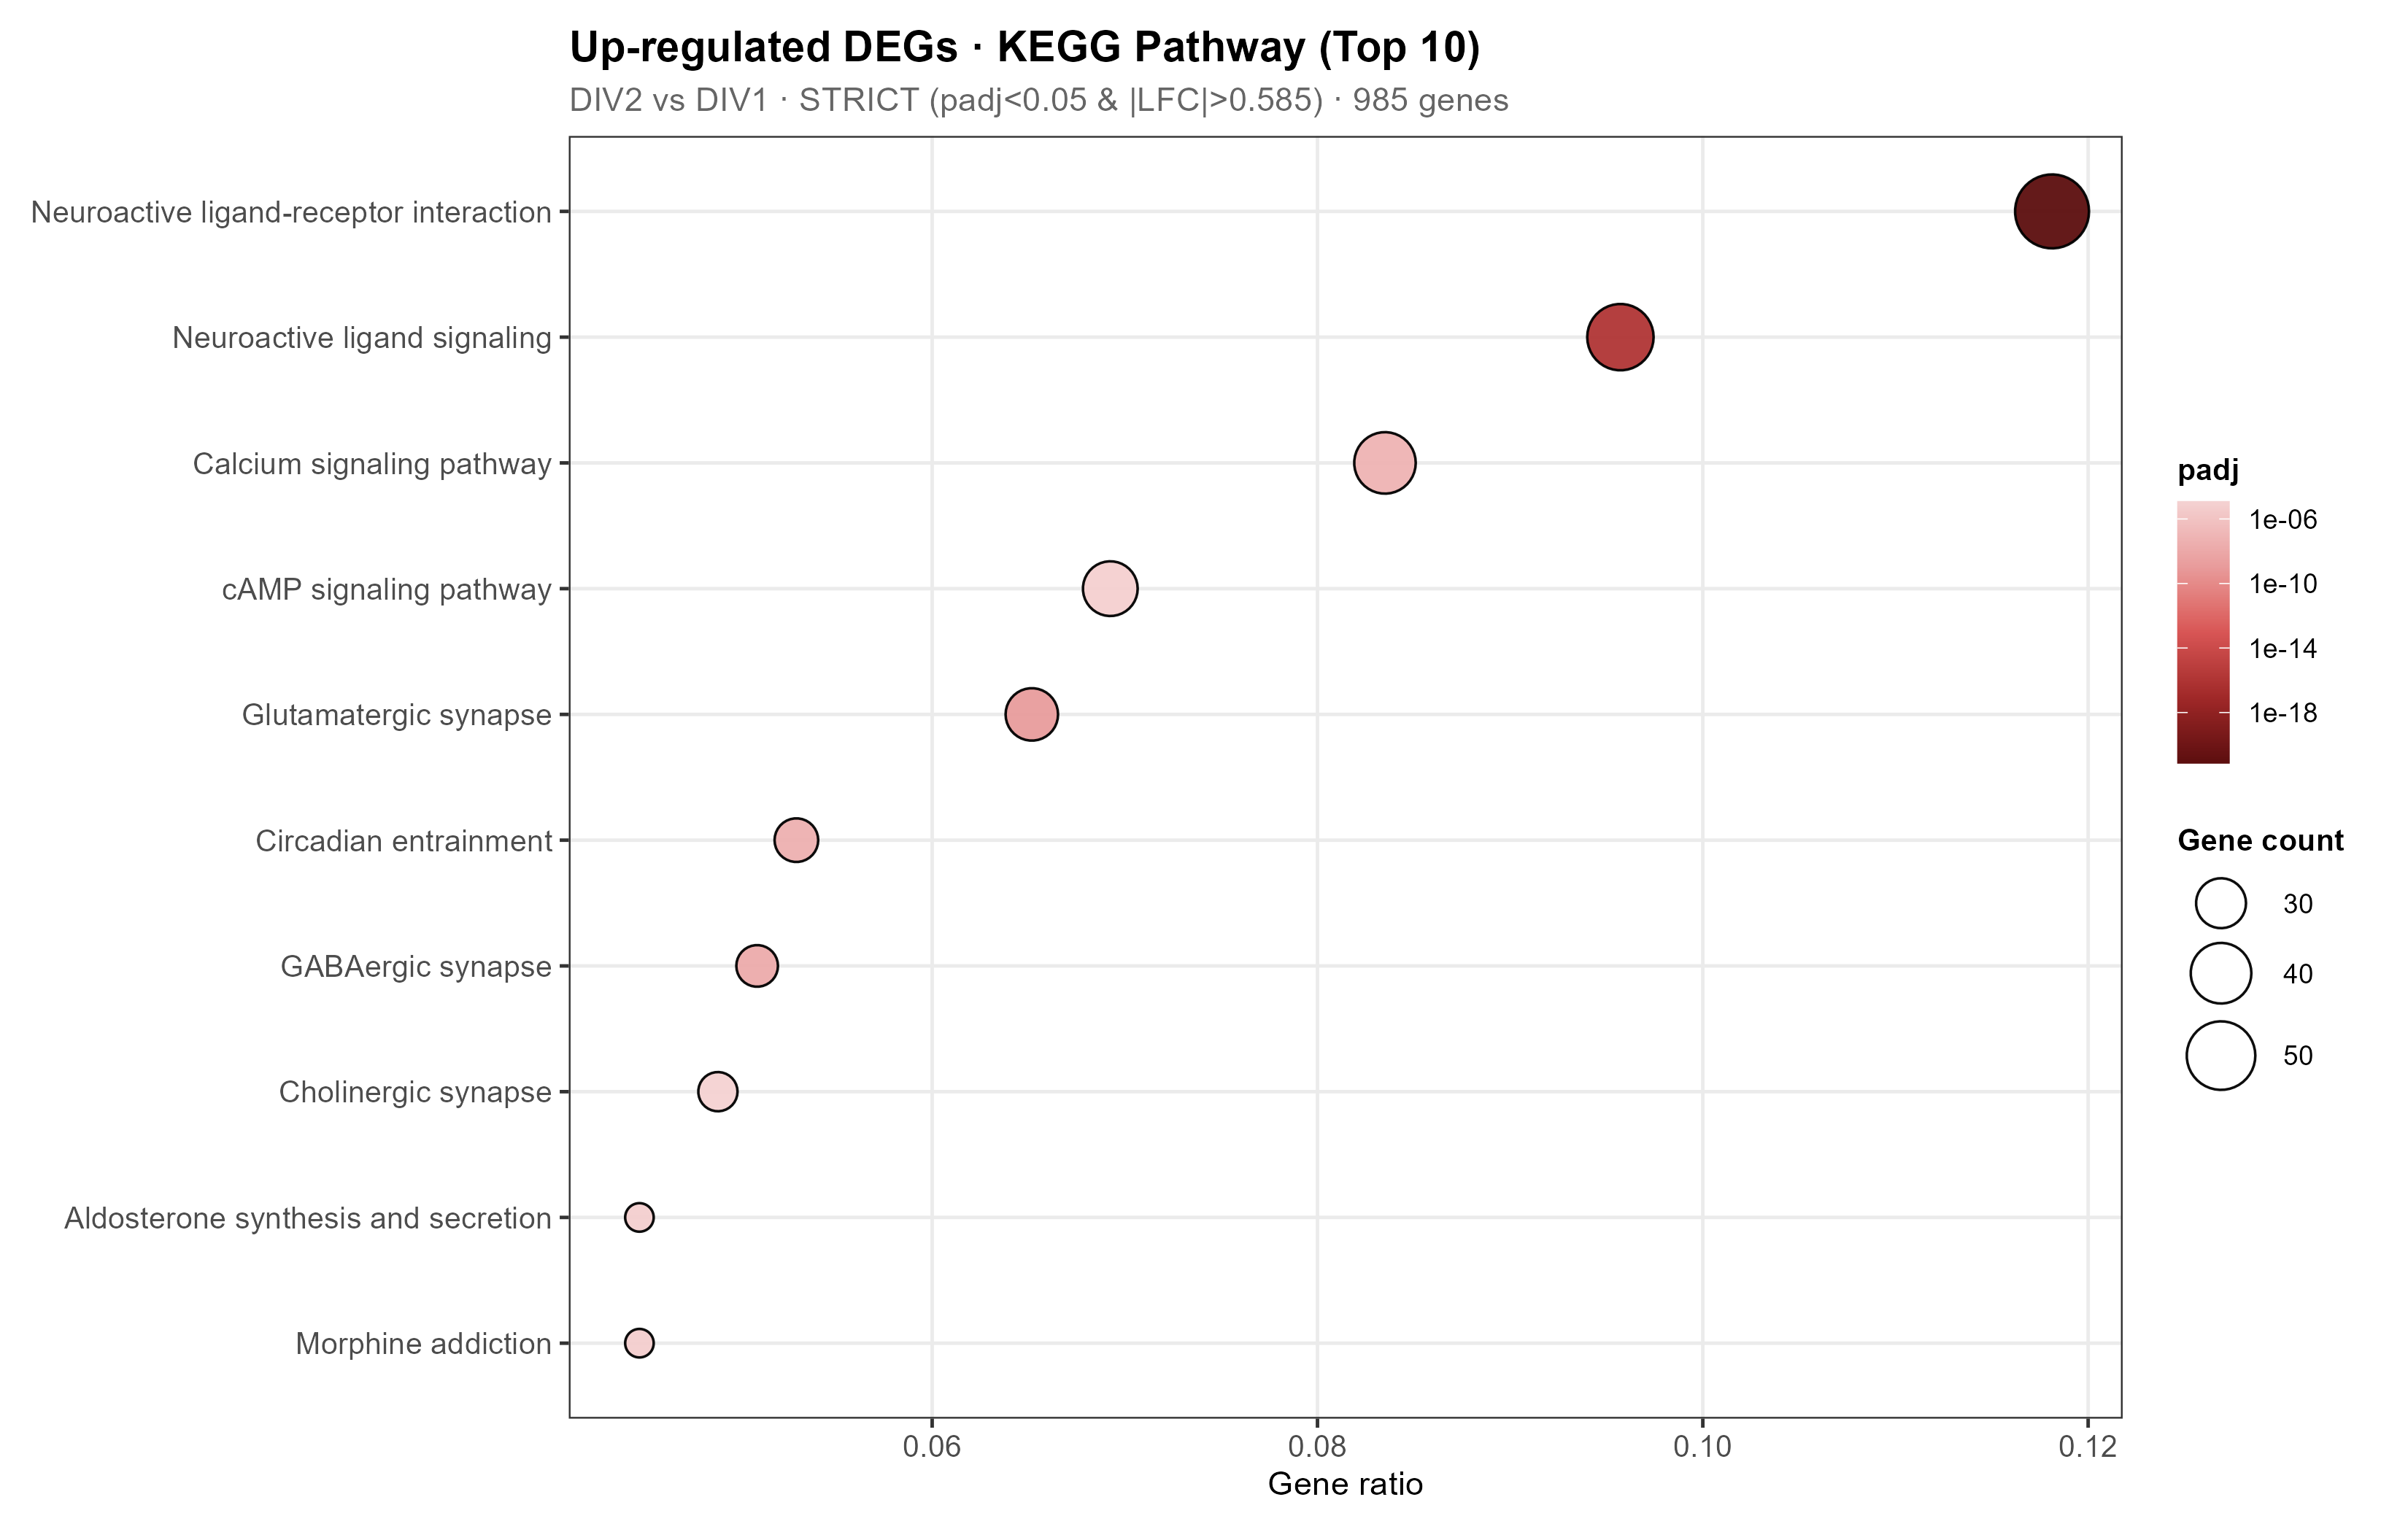 Up-regulated DEGs · KEGG Pathway (Top 10)
DIV2 vs DIV1 · STRICT (padj<0.05 & |LFC|>0.585) · 985 genes
Neuroactive ligand-receptor interaction
Neuroactive ligand signaling
Calcium signaling pathway
cAMP signaling pathway
Glutamatergic synapse
Circadian entrainment
GABAergic synapse
Cholinergic synapse
Aldosterone synthesis and secretion
Morphine addiction
0.06 0.08 0.10 0.12
Gene ratio
padj
1e-06
1e-10
1e-14
1e-18
Gene count
30
40
50